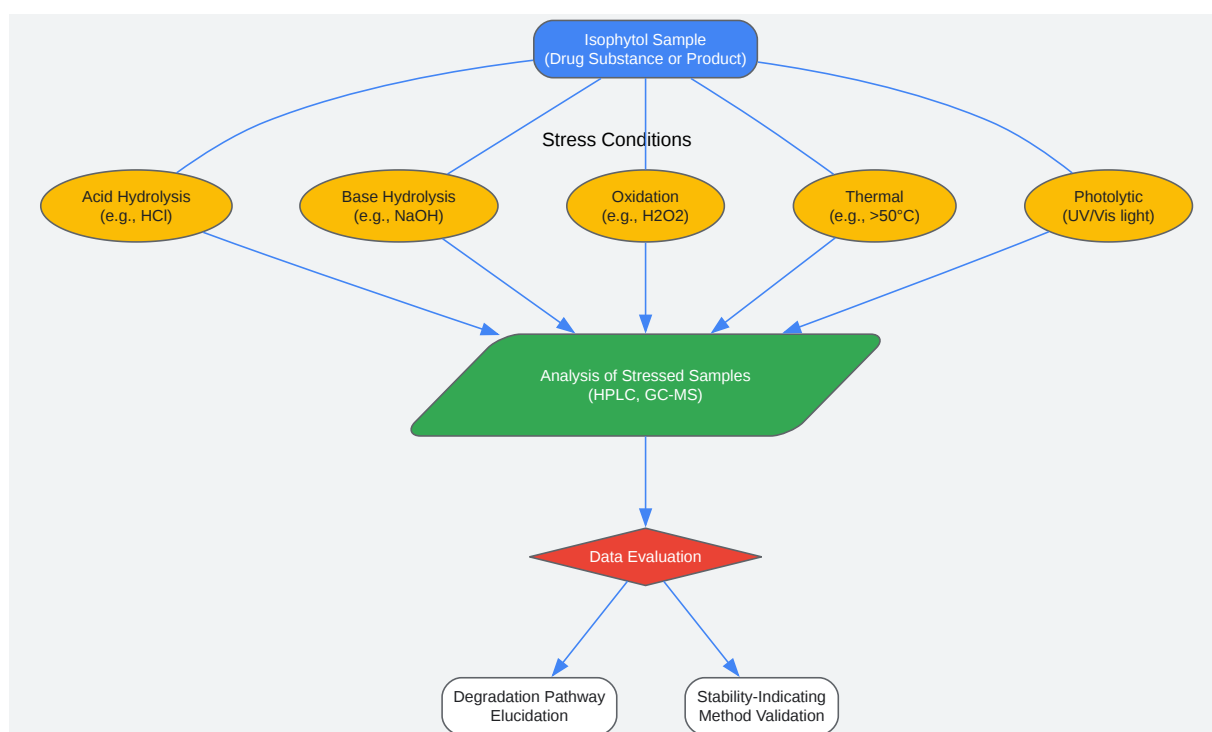 Isophytol Sample
(Drug Substance or Product)
Stress Conditions
Acid Hydrolysis
(e.g., HCl)
Base Hydrolysis
(e.g., NaOH)
Oxidation
(e.g., H2O2)
Thermal
(e.g., >50°C)
Photolytic
(UV/Vis light)
Analysis of Stressed Samples
(HPLC, GC-MS)
Data Evaluation
Degradation Pathway
Elucidation
Stability-Indicating
Method Validation